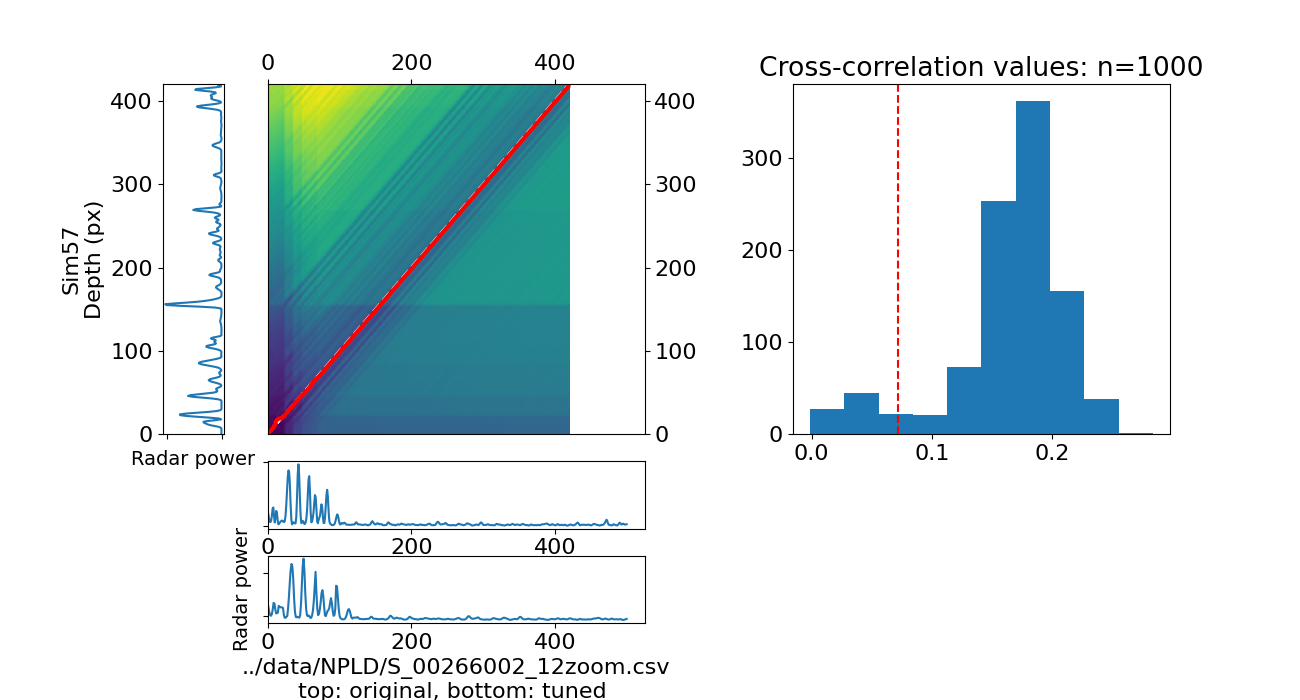 0 200 400
Cross-correlation values: n=1000
400
300
200
100
0
Sim57
Depth (px)
Radar power
400
300
200
100
0
300
200
100
0
0.0 0.1 0.2
0 200 400
Radar power
0 200 400
../data/NPLD/S_00266002_12zoom.csv
top: original, bottom: tuned